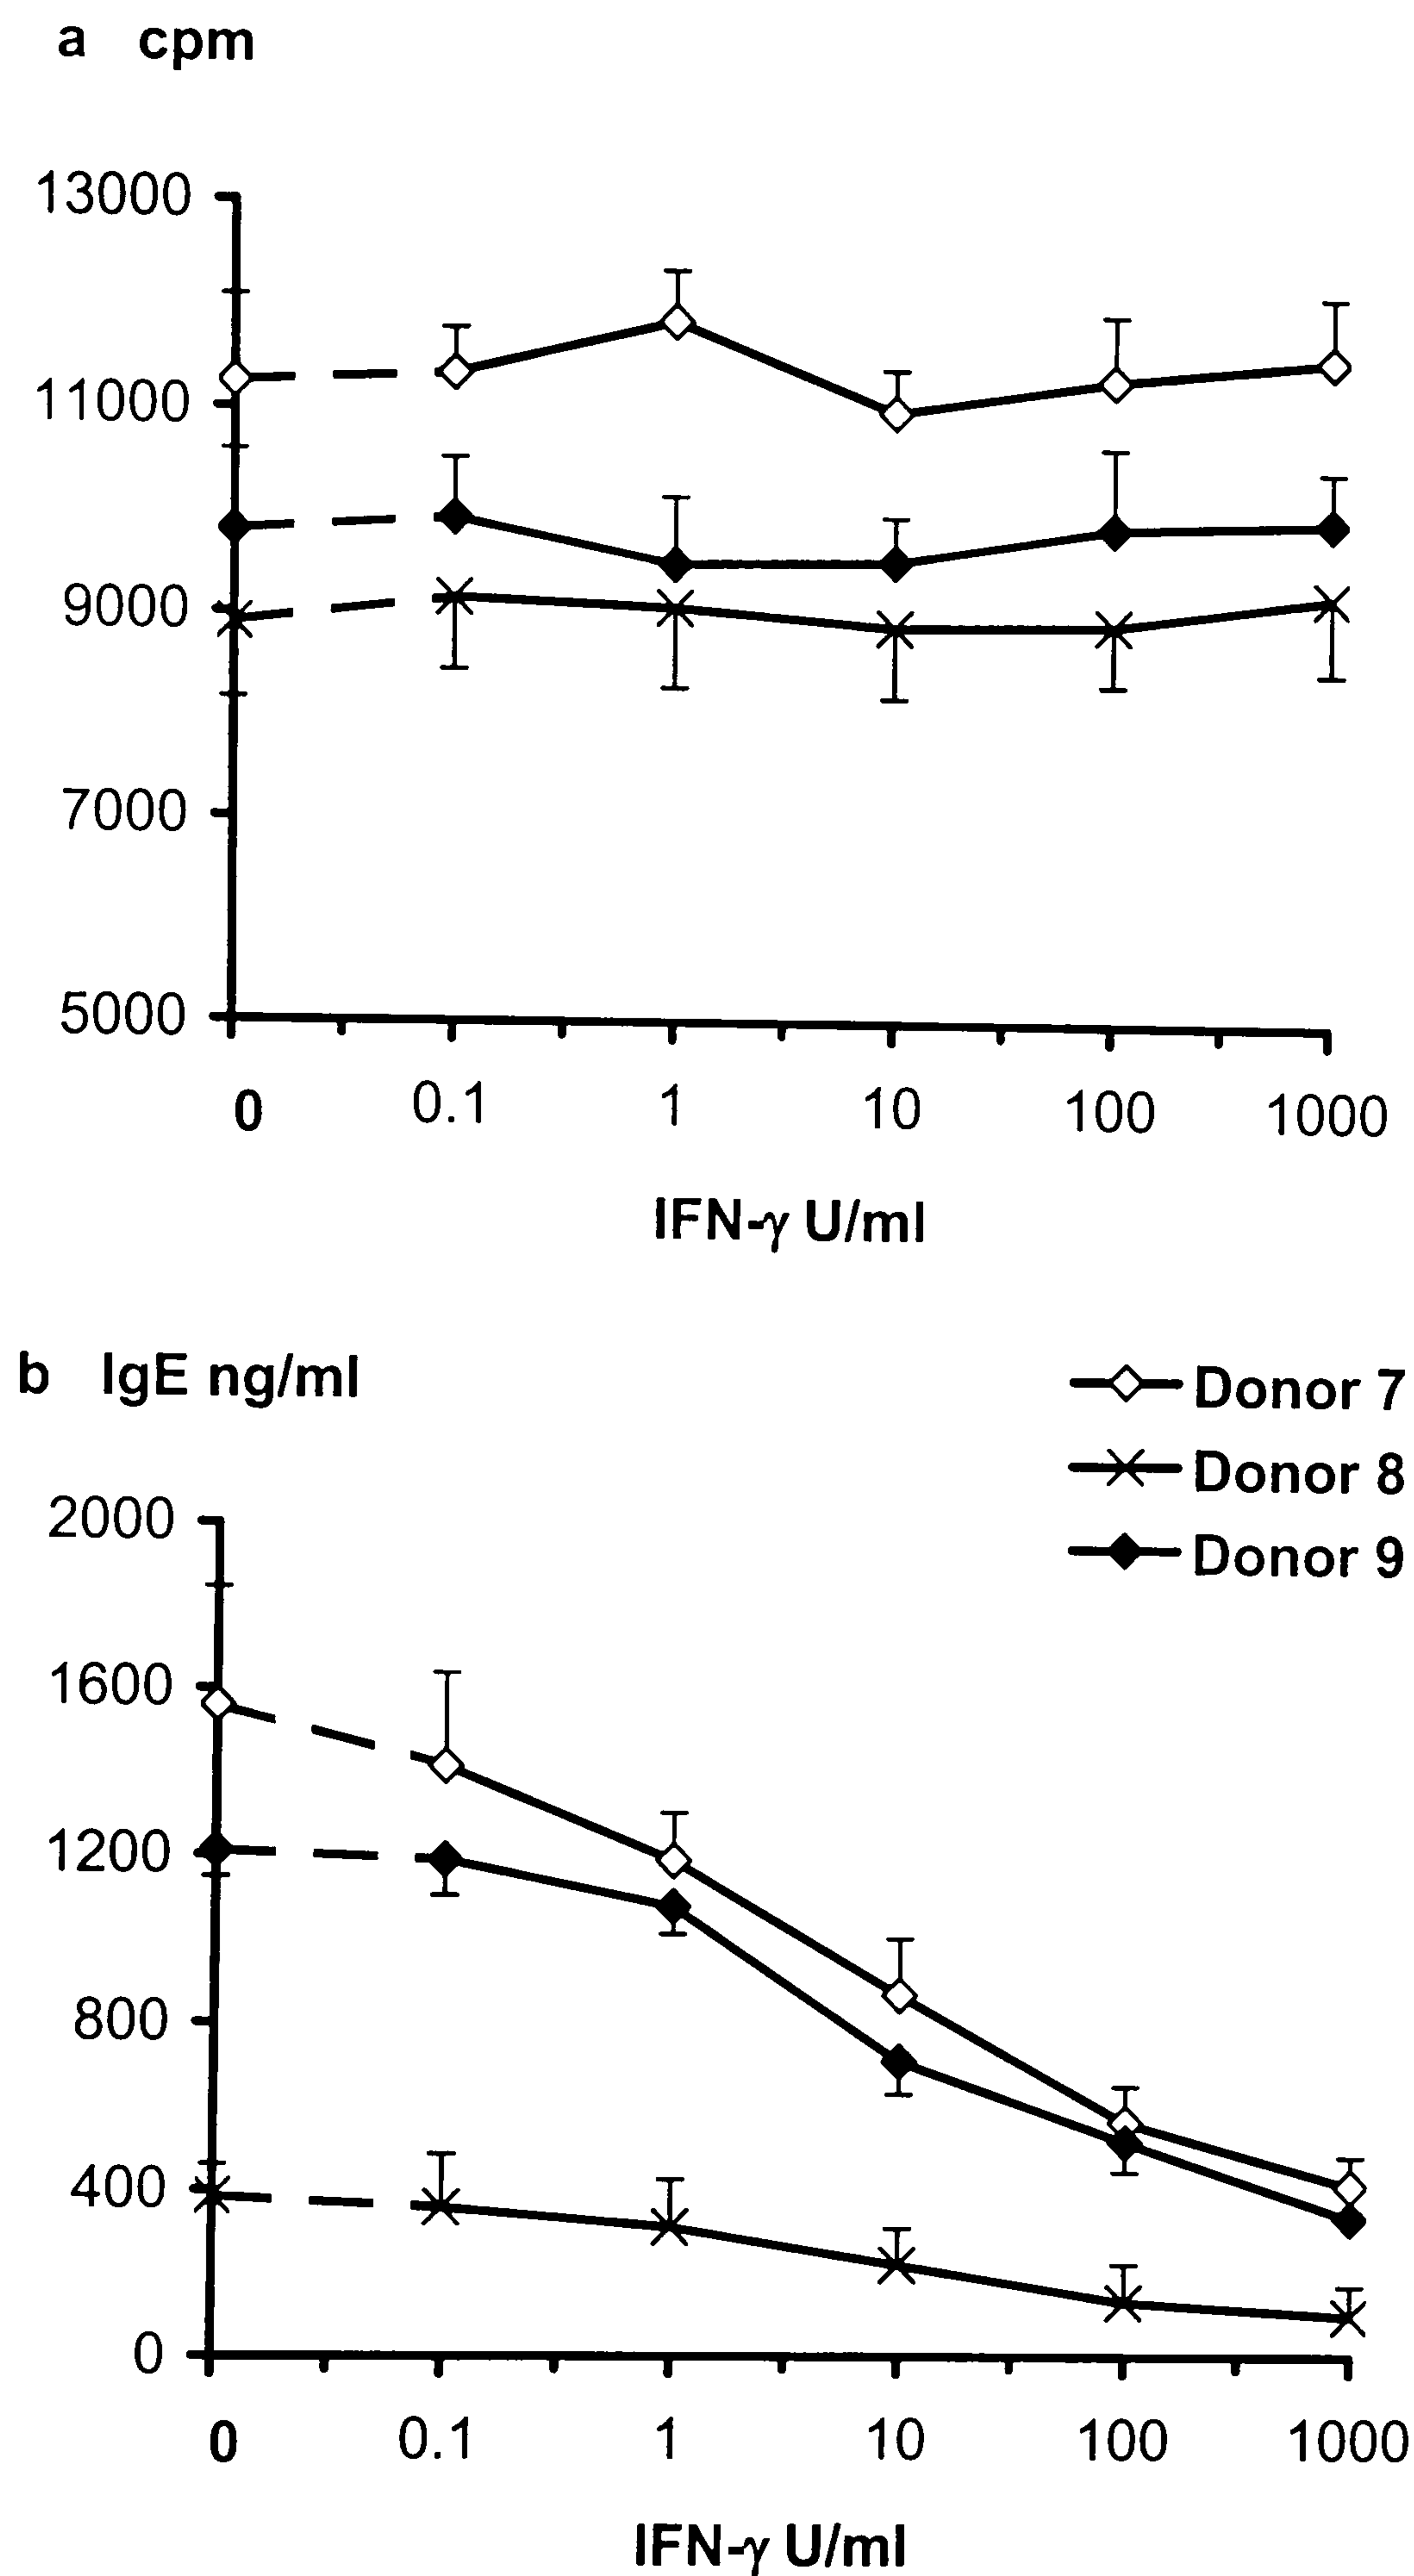 a cpm
13000
11000
9000
7000
5000
0 0.1 1 10 100 1000
IFN-γ U/ml
b IgE ng/ml
Donor 7
Donor 8
Donor 9
2000
1600
1200
800
400
0
0 0.1 1 10 100 1000
IFN-γ U/ml